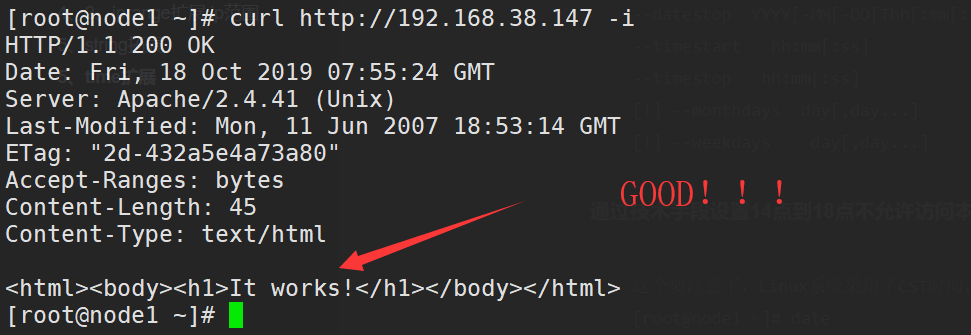 [root@node1 ~]# curl http://192.168.38.147 -i
HTTP/1.1 200 OK
Date: Fri, 18 Oct 2019 07:55:24 GMT
Server: Apache/2.4.41 (Unix)
Last-Modified: Mon, 11 Jun 2007 18:53:14 GMT
ETag: "2d-432a5e4a73a80"
Accept-Ranges: bytes
Content-Length: 45
Content-Type: text/html
GOOD！！！
<html><body><h1>It works!</h1></body></html>
[root@node1 ~]#